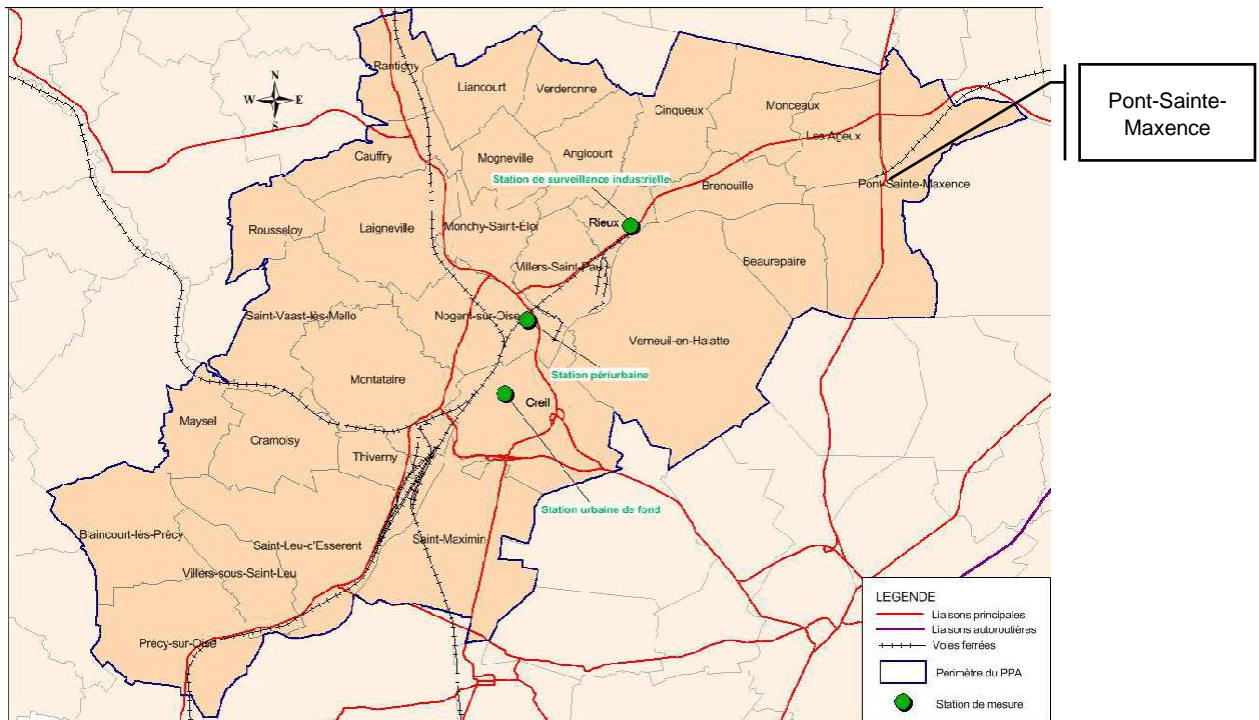 Rantigny
Liancourt
Verderonne
Cinqueux
Monceaux
Les Ageux
Pont-Sainte-
Maxence
N
W E
S
Cauffry
Mogneville
Angicourt
Station de surveillance industrielle
Brenouille
Pont-Sainte-Maxence
Rousseloy
Laigneville
Monchy-Saint-Eloi
Rieux
Villers-Saint-Paul
Beaurepaire
Saint-Vaast-lès-Mello
Nogent-sur-Oise
Verneuil-en-Halatte
Montataire
Station périurbaine
Creil
Maysel
Cramoisy
Thiverny
Station urbaine de fond
Blaincourt-lès-Précy
Saint-Leu-d'Esserent
Saint-Maximin
Villers-sous-Saint-Leu
Précy-sur-Oise
LEGENDE
Liaisons principales
Liaisons autoroutières
Voies ferrées
Périmètre du PPA
Station de mesure